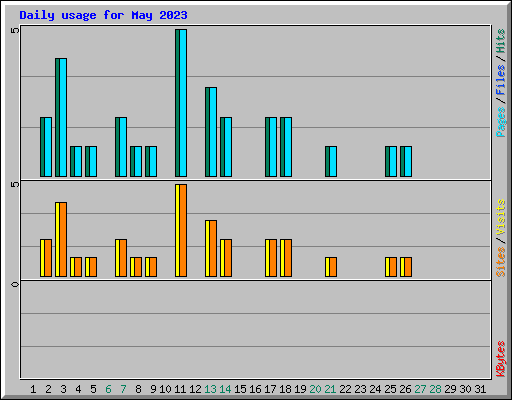 Daily usage for May 2023
5
5
0
Pages / Files / Hits
Sites / Visits
KBytes
1 2 3 4 5 6 7 8 9 10 11 12 13 14 15 16 17 18 19 20 21 22 23 24 25 26 27 28 29 30 31